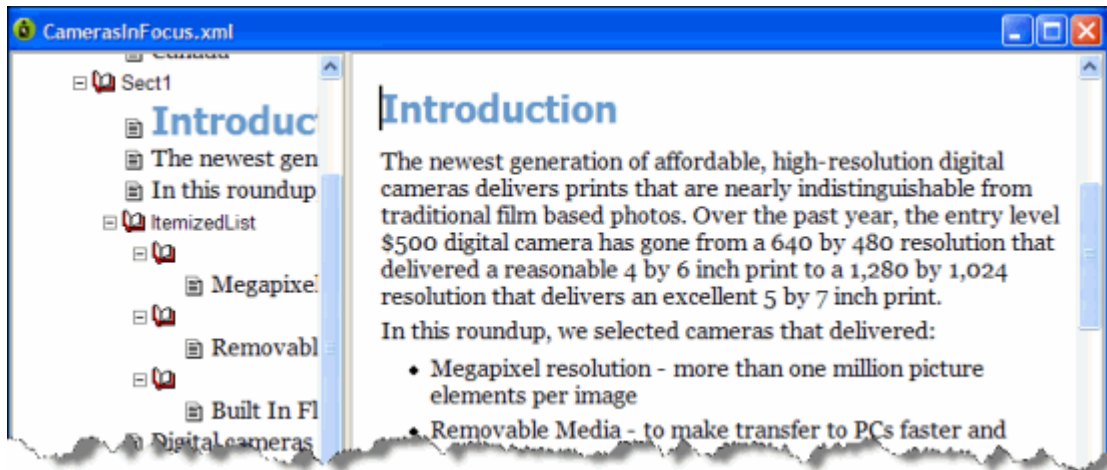 CamerasInFocus.xml
Canada
Sect1
Introduc
The newest gen
In this roundup
ItemizedList
Megapixel
Removabl
Built In Fl
Digital cameras
Introduction
The newest generation of affordable, high-resolution digital
cameras delivers prints that are nearly indistinguishable from
traditional film based photos. Over the past year, the entry level
$500 digital camera has gone from a 640 by 480 resolution that
delivered a reasonable 4 by 6 inch print to a 1,280 by 1,024
resolution that delivers an excellent 5 by 7 inch print.
In this roundup, we selected cameras that delivered:
• Megapixel resolution - more than one million picture
elements per image
• Removable Media - to make transfer to PCs faster and